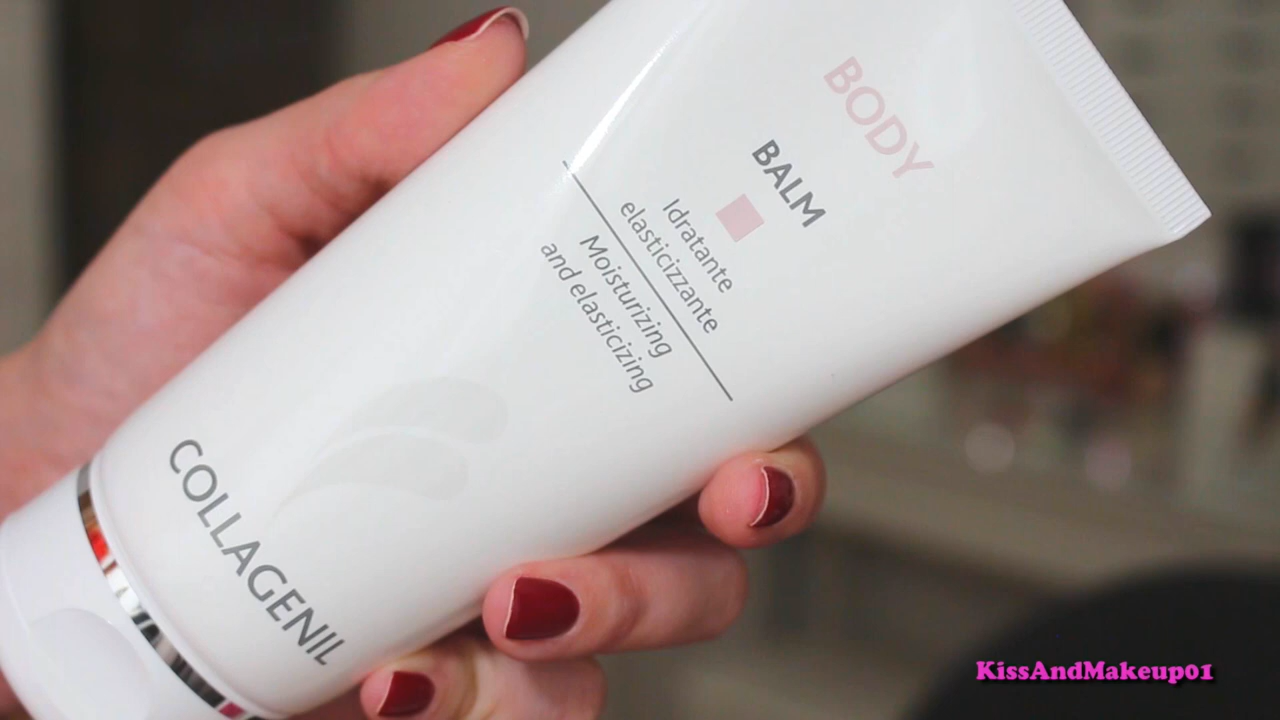 BODY
BALM
Idratante
elasticizzante
Moisturizing
and elasticizing
COLLAGENIL
KissAndMakeup01